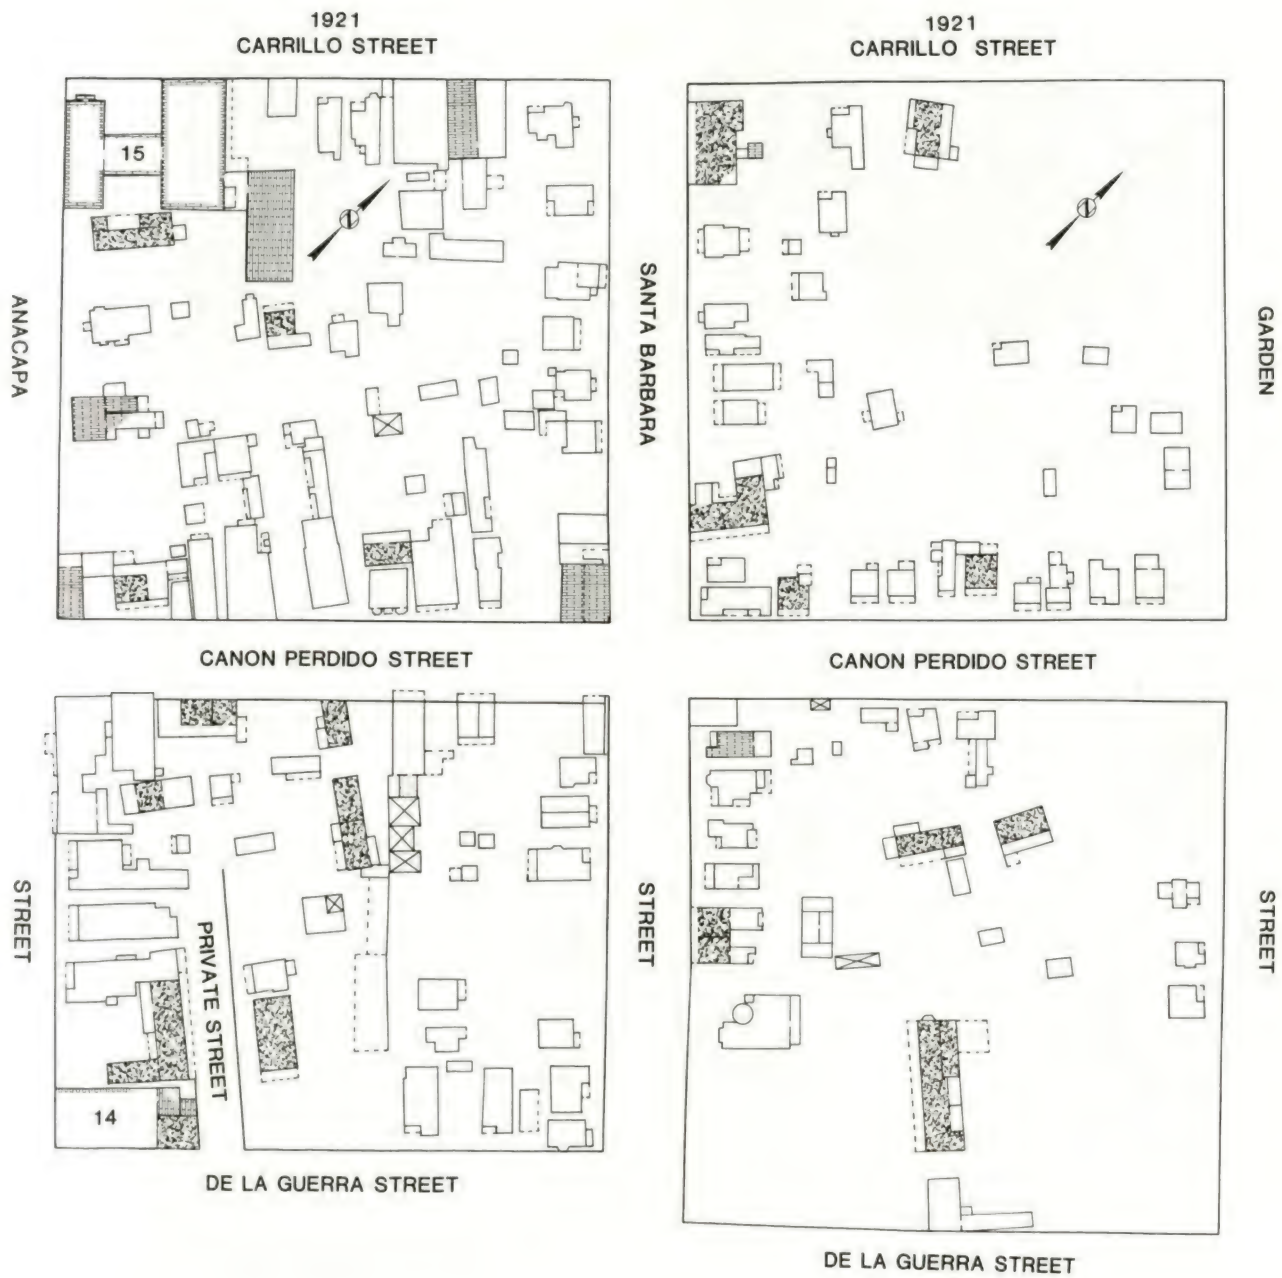 1921
CARRILLO STREET
1921
CARRILLO STREET
15
ANACAPA
SANTA BARBARA
GARDEN
CANON PERDIDO STREET
CANON PERDIDO STREET
STREET
PRIVATE STREET
STREET
STREET
14
DE LA GUERRA STREET
DE LA GUERRA STREET